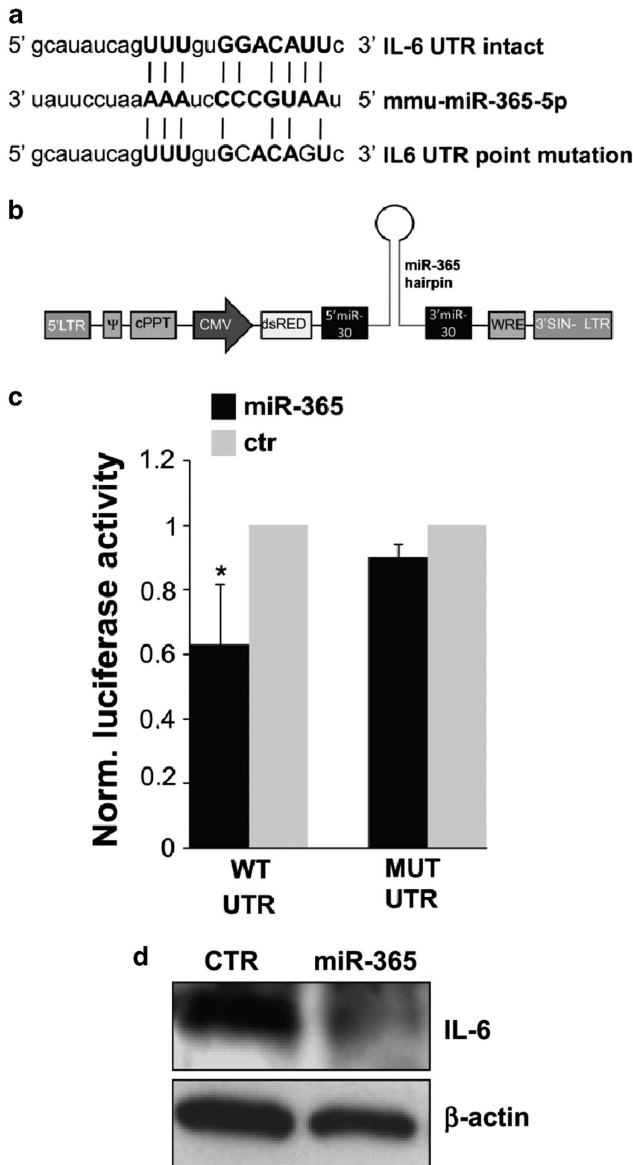 a
5' gcauaucagUUUguGGACAUUc 3' IL-6 UTR intact
3' uauuccuaaAAAucCCCGUAAu 5' mmu-miR-365-5p
5' gcauaucagUUUguGCACAGUc 3' IL6 UTR point mutation
b
miR-365
hairpin
5'LTR Ψ cPPT CMV dsRED 5'miR-30 3'miR-30 WRE 3'SIN- LTR
c
miR-365
ctr
Norm. luciferase activity
1.2
1
0.8
0.6
0.4
0.2
0
*
WT
UTR
MUT
UTR
d
CTR miR-365
IL-6
β-actin